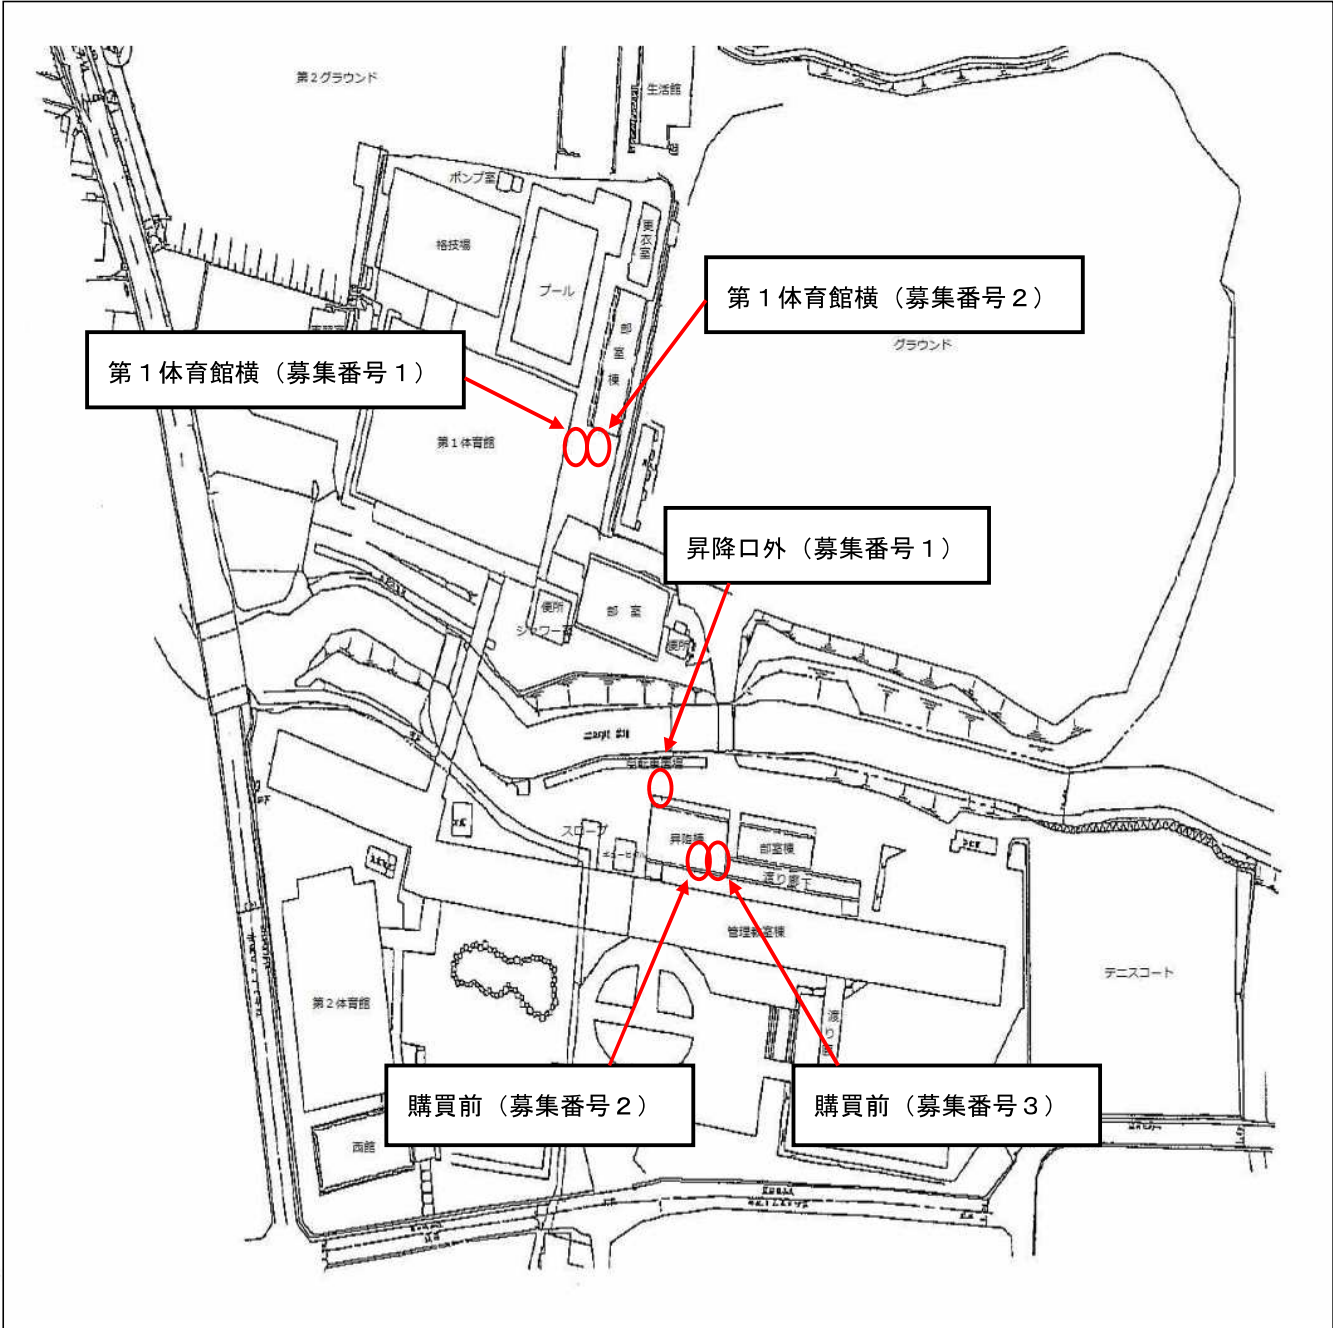 第2グラウンド
生活館
ポンプ室
格技場
更衣室
プール
第１体育館横（募集番号２）
部室棟
グラウンド
第１体育館横（募集番号１）
第1体育館
昇降口外（募集番号１）
便所
部 室
シャワー室
便所
自転車置場
スロープ
昇降棟
部室棟
渡り廊下
管理教室棟
テニスコート
第2体育館
渡り廊
購買前（募集番号２）
購買前（募集番号３）
西館